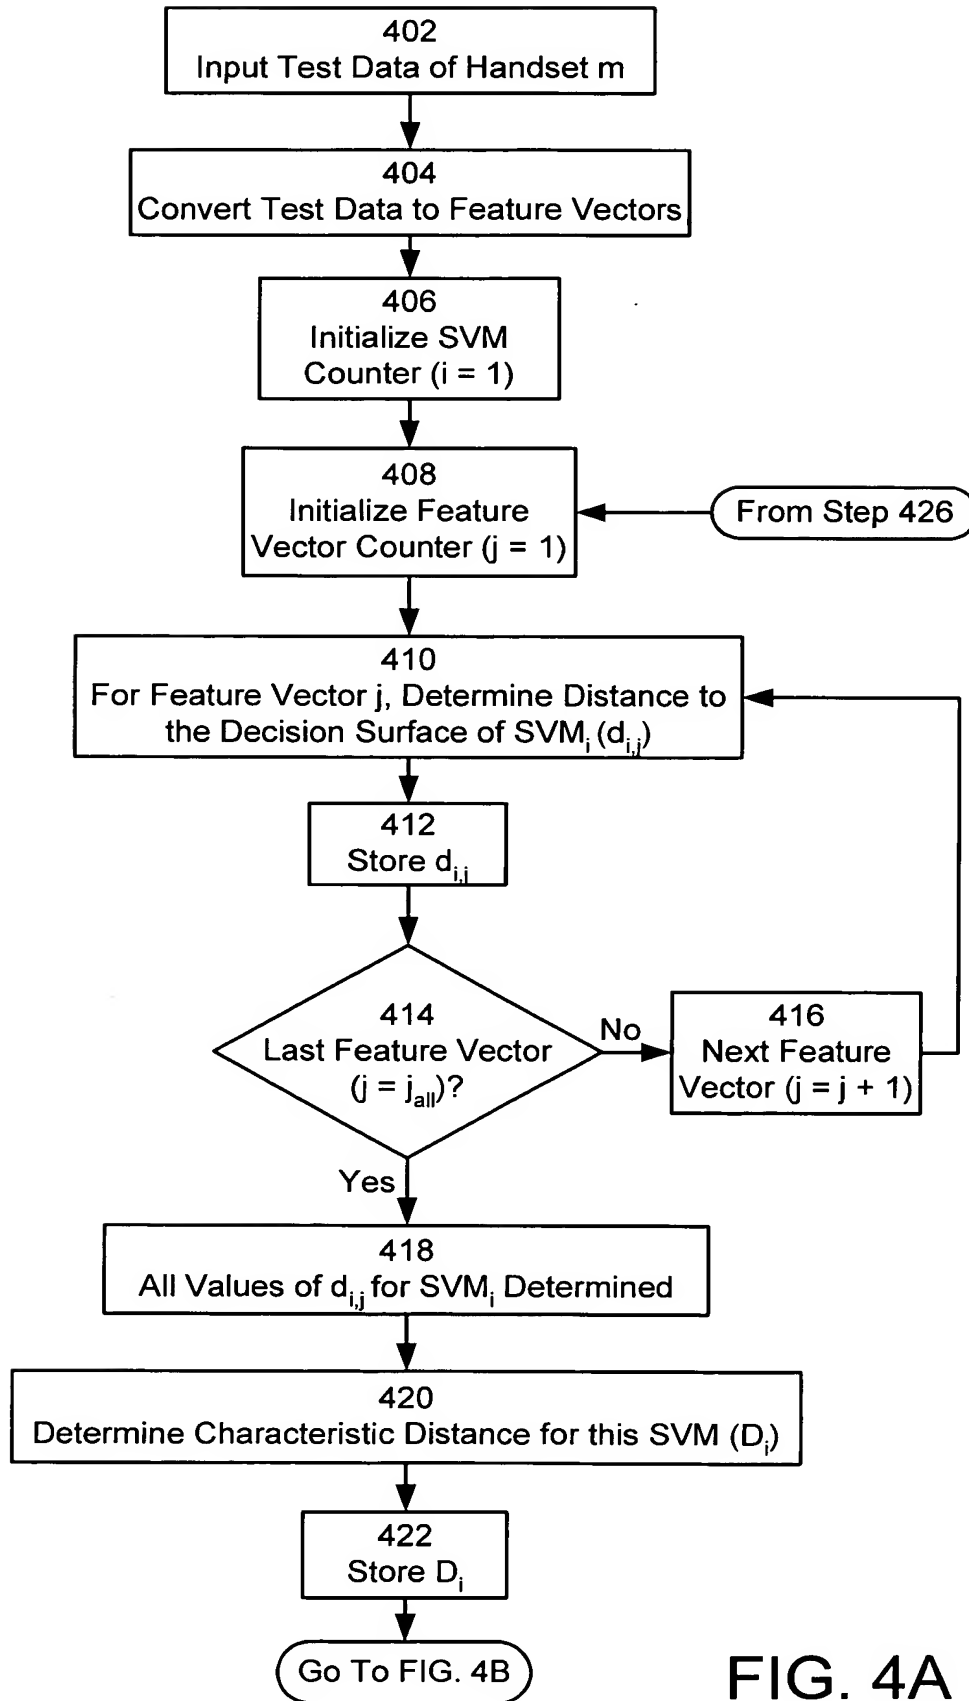 402
Input Test Data of Handset m
404
Convert Test Data to Feature Vectors
406
Initialize SVM
Counter (i = 1)
408
Initialize Feature
Vector Counter (j = 1)
From Step 426
410
For Feature Vector j, Determine Distance to
the Decision Surface of SVMi (di,j)
412
Store di,j
414
Last Feature Vector
(j = jall)?
No
416
Next Feature
Vector (j = j + 1)
Yes
418
All Values of di,j for SVMi Determined
420
Determine Characteristic Distance for this SVM (Di)
422
Store Di
Go To FIG. 4B
FIG. 4A